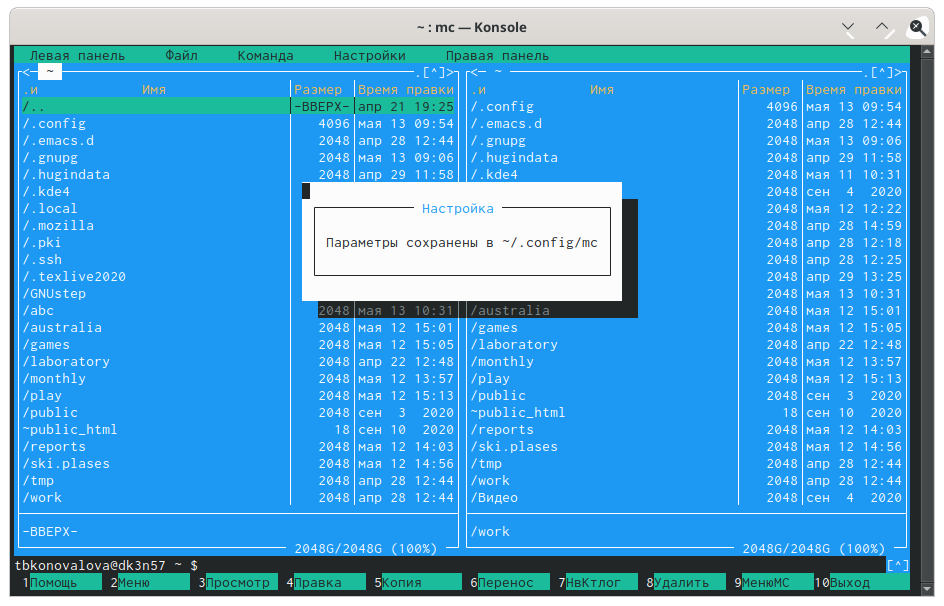 ~ : mc — Konsole
Левая панель Файл Команда Настройки Правая панель
<─ ~ .[^]> <─ ~ .[^]>
.и Имя Размер Время правки .и Имя Размер Время правки
/.. -ВВЕРХ- апр 21 19:25 /.config 4096 мая 13 09:54
/.config 4096 мая 13 09:54 /.emacs.d 2048 апр 28 12:44
/.emacs.d 2048 апр 28 12:44 /.gnupg 2048 мая 13 09:06
/.gnupg 2048 мая 13 09:06 /.hugindata 2048 апр 29 11:58
/.hugindata 2048 апр 29 11:58 /.kde4 2048 мая 11 10:31
/.kde4 2048 сен 4 2020
/.local Настройка 2048 мая 12 12:22
/.mozilla 2048 апр 28 14:59
/.pki Параметры сохранены в ~/.config/mc 2048 апр 28 12:18
/.ssh 2048 апр 28 12:25
/.texlive2020 2048 апр 29 13:25
/GNUstep 2048 мая 13 10:31
/abc 2048 мая 13 10:31 /australia 2048 мая 12 15:01
/australia 2048 мая 12 15:01 /games 2048 мая 12 15:05
/games 2048 мая 12 15:05 /laboratory 2048 апр 22 12:48
/laboratory 2048 апр 22 12:48 /monthly 2048 мая 12 13:57
/monthly 2048 мая 12 13:57 /play 2048 мая 12 15:13
/play 2048 мая 12 15:13 /public 2048 сен 3 2020
/public 2048 сен 3 2020 ~public_html 18 сен 10 2020
~public_html 18 сен 10 2020 /reports 2048 мая 12 14:03
/reports 2048 мая 12 14:03 /ski.plases 2048 мая 12 14:56
/ski.plases 2048 мая 12 14:56 /tmp 2048 апр 28 12:44
/tmp 2048 апр 28 12:44 /work 2048 апр 28 12:44
/work 2048 апр 28 12:44 /Видео 2048 сен 4 2020
-ВВЕРХ- /work
2048G/2048G (100%) 2048G/2048G (100%)
tbkonovalova@dk3n57 ~ $ [^]
1Помощь 2Меню 3Просмотр 4Правка 5Копия 6Перенос 7НвКтлог 8Удалить 9МенюMC 10Выход